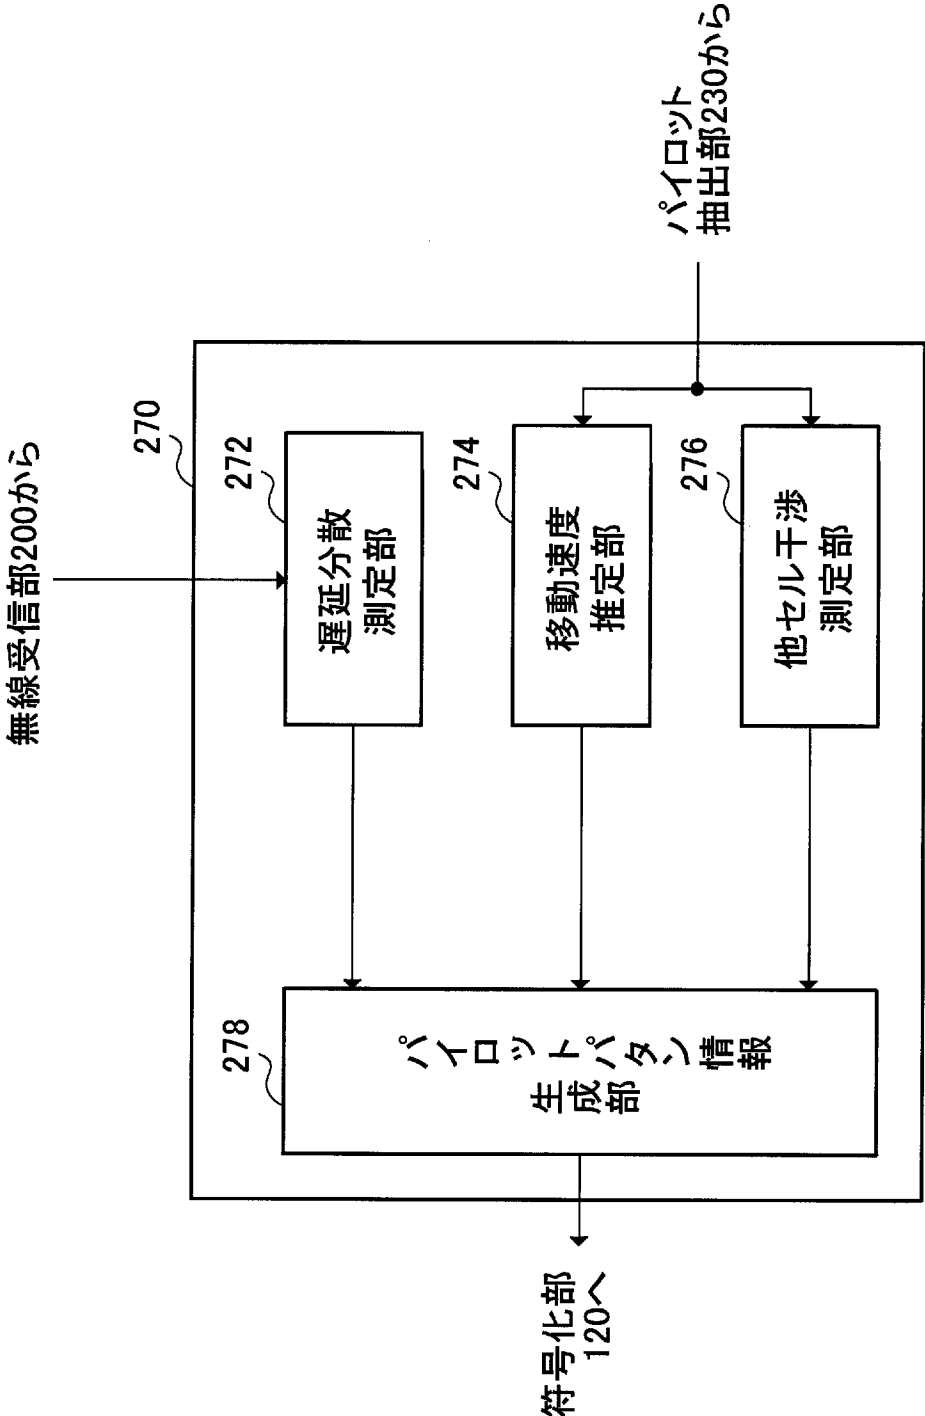 無線受信部200から
270
272
遅延分散
測定部
パイロット
抽出部230から
274
移動速度
推定部
276
他セル干渉
測定部
278
パイロットパタン情報
生成部
符号化部
120へ